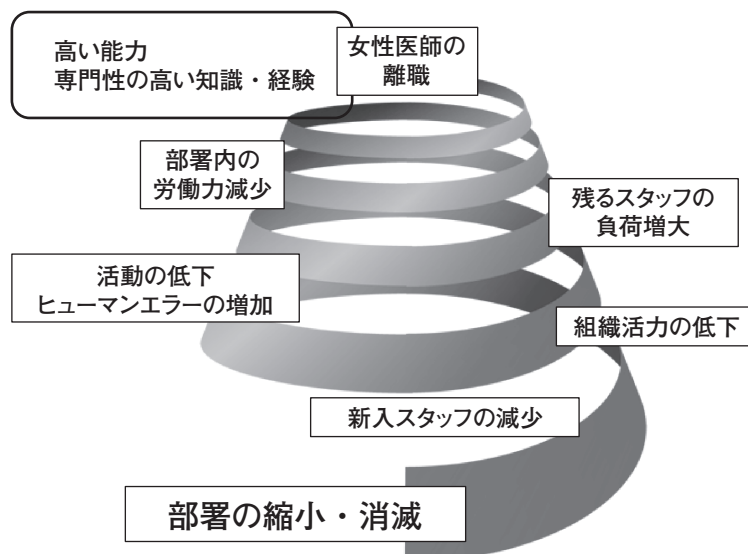 高い能力
専門性の高い知識・経験
女性医師の
離職
部署内の
労働力減少
残るスタッフの
負荷増大
活動の低下
ヒューマンエラーの増加
組織活力の低下
新入スタッフの減少
部署の縮小・消滅